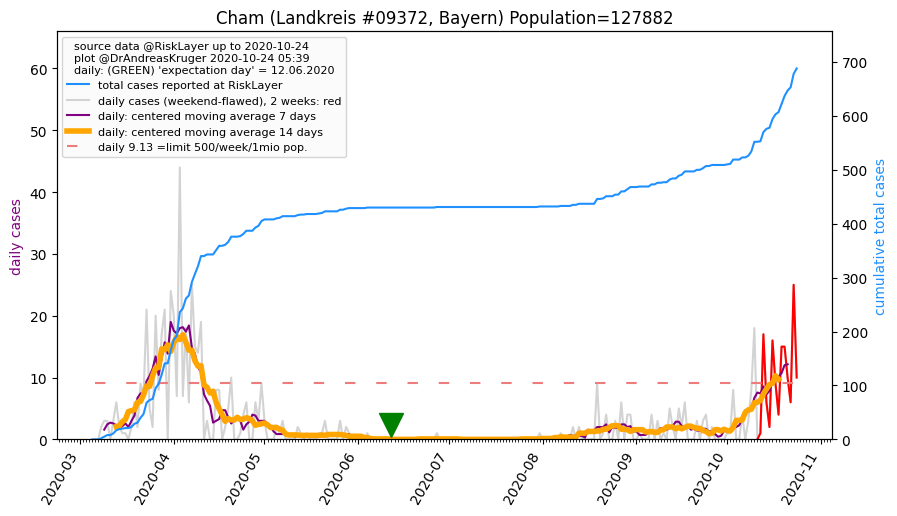 Cham (Landkreis #09372, Bayern) Population=127882
source data @RiskLayer up to 2020-10-24
plot @DrAndreasKruger 2020-10-24 05:39
daily: (GREEN) 'expectation day' = 12.06.2020
total cases reported at RiskLayer
daily cases (weekend-flawed), 2 weeks: red
daily: centered moving average 7 days
daily: centered moving average 14 days
daily 9.13 =limit 500/week/1mio pop.
daily cases
0
10
20
30
40
50
60
cumulative total cases
0
100
200
300
400
500
600
700
2020-03
2020-04
2020-05
2020-06
2020-07
2020-08
2020-09
2020-10
2020-11